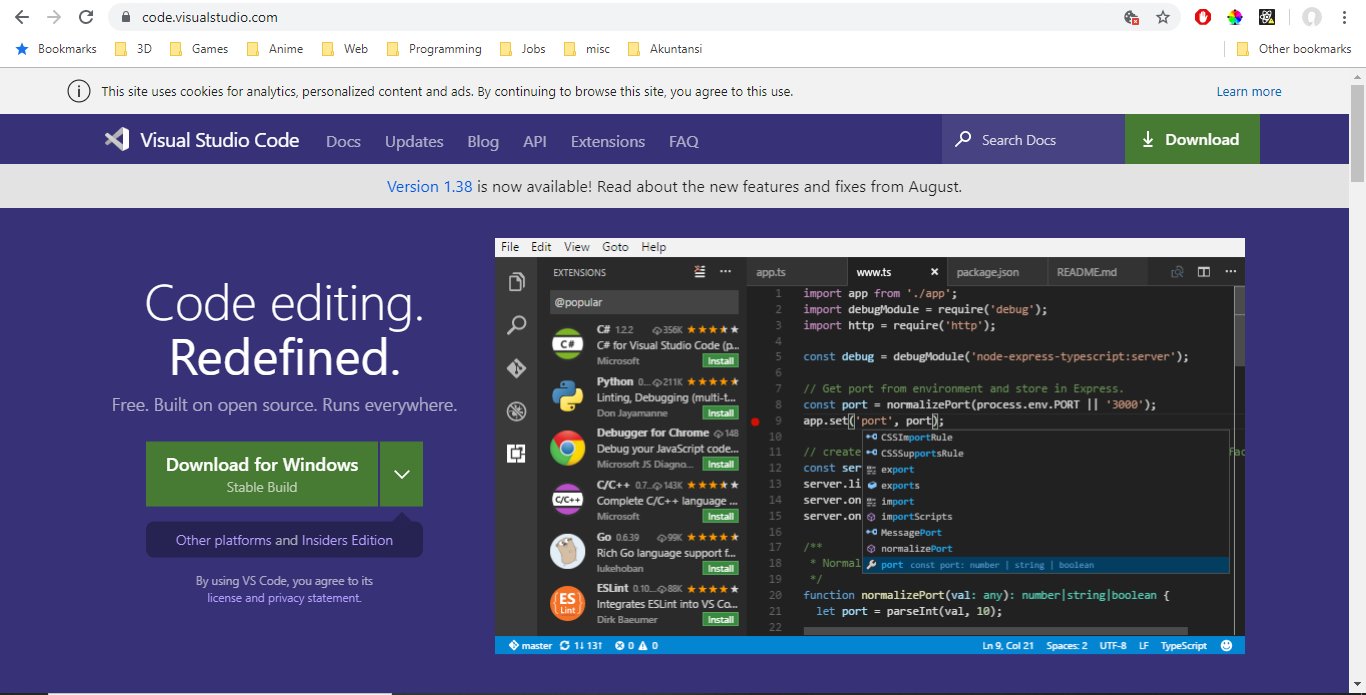 code.visualstudio.com
Bookmarks 3D Games Anime Web Programming Jobs misc Akuntansi Other bookmarks
This site uses cookies for analytics, personalized content and ads. By continuing to browse this site, you agree to this use. Learn more
Visual Studio Code Docs Updates Blog API Extensions FAQ Search Docs Download
Version 1.38 is now available! Read about the new features and fixes from August.
Code editing.
Redefined.
Free. Built on open source. Runs everywhere.
Download for Windows
Stable Build
Other platforms and Insiders Edition
By using VS Code, you agree to its
license and privacy statement.
File Edit View Goto Help
EXTENSIONS
@popular
C# 1.2.2 356K
C# for Visual Studio Code (p...
Microsoft Install
Python 0... 211K
Linting, Debugging (multi-t...
Don Jayamanne Install
Debugger for Chrome 148
Debug your JavaScript code...
Microsoft JS Diagno... Install
C/C++ 0.7... 143K
Complete C/C++ language ...
Microsoft Install
Go 0.6.39 99K
Rich Go language support f...
lukehoban Install
ESLint 0.10... 88K
Integrates ESLint into VS Co...
Dirk Baeumer Install
C#
C/C++
ES
Lint
app.ts www.ts package.json README.md
1 import app from './app';
2 import debugModule = require('debug');
3 import http = require('http');
4
5 const debug = debugModule('node-express-typescript:server');
6
7 // Get port from environment and store in Express.
8 const port = normalizePort(process.env.PORT || '3000');
9 app.set('port', port);
10
11 // create
12 const ser
13 server.li
14 server.on
15 server.on
16
17 /**
18 * Normal
19 */
20 function normalizePort(val: any): number|string|boolean {
21 let port = parseInt(val, 10);
22
CSSImportRule
CSSSupportsRule
export
exports
import
importScripts
MessagePort
normalizePort
port const port: number | string | boolean
master 1↓ 13↑ 0 0 Ln 9, Col 21 Spaces: 2 UTF-8 LF TypeScript